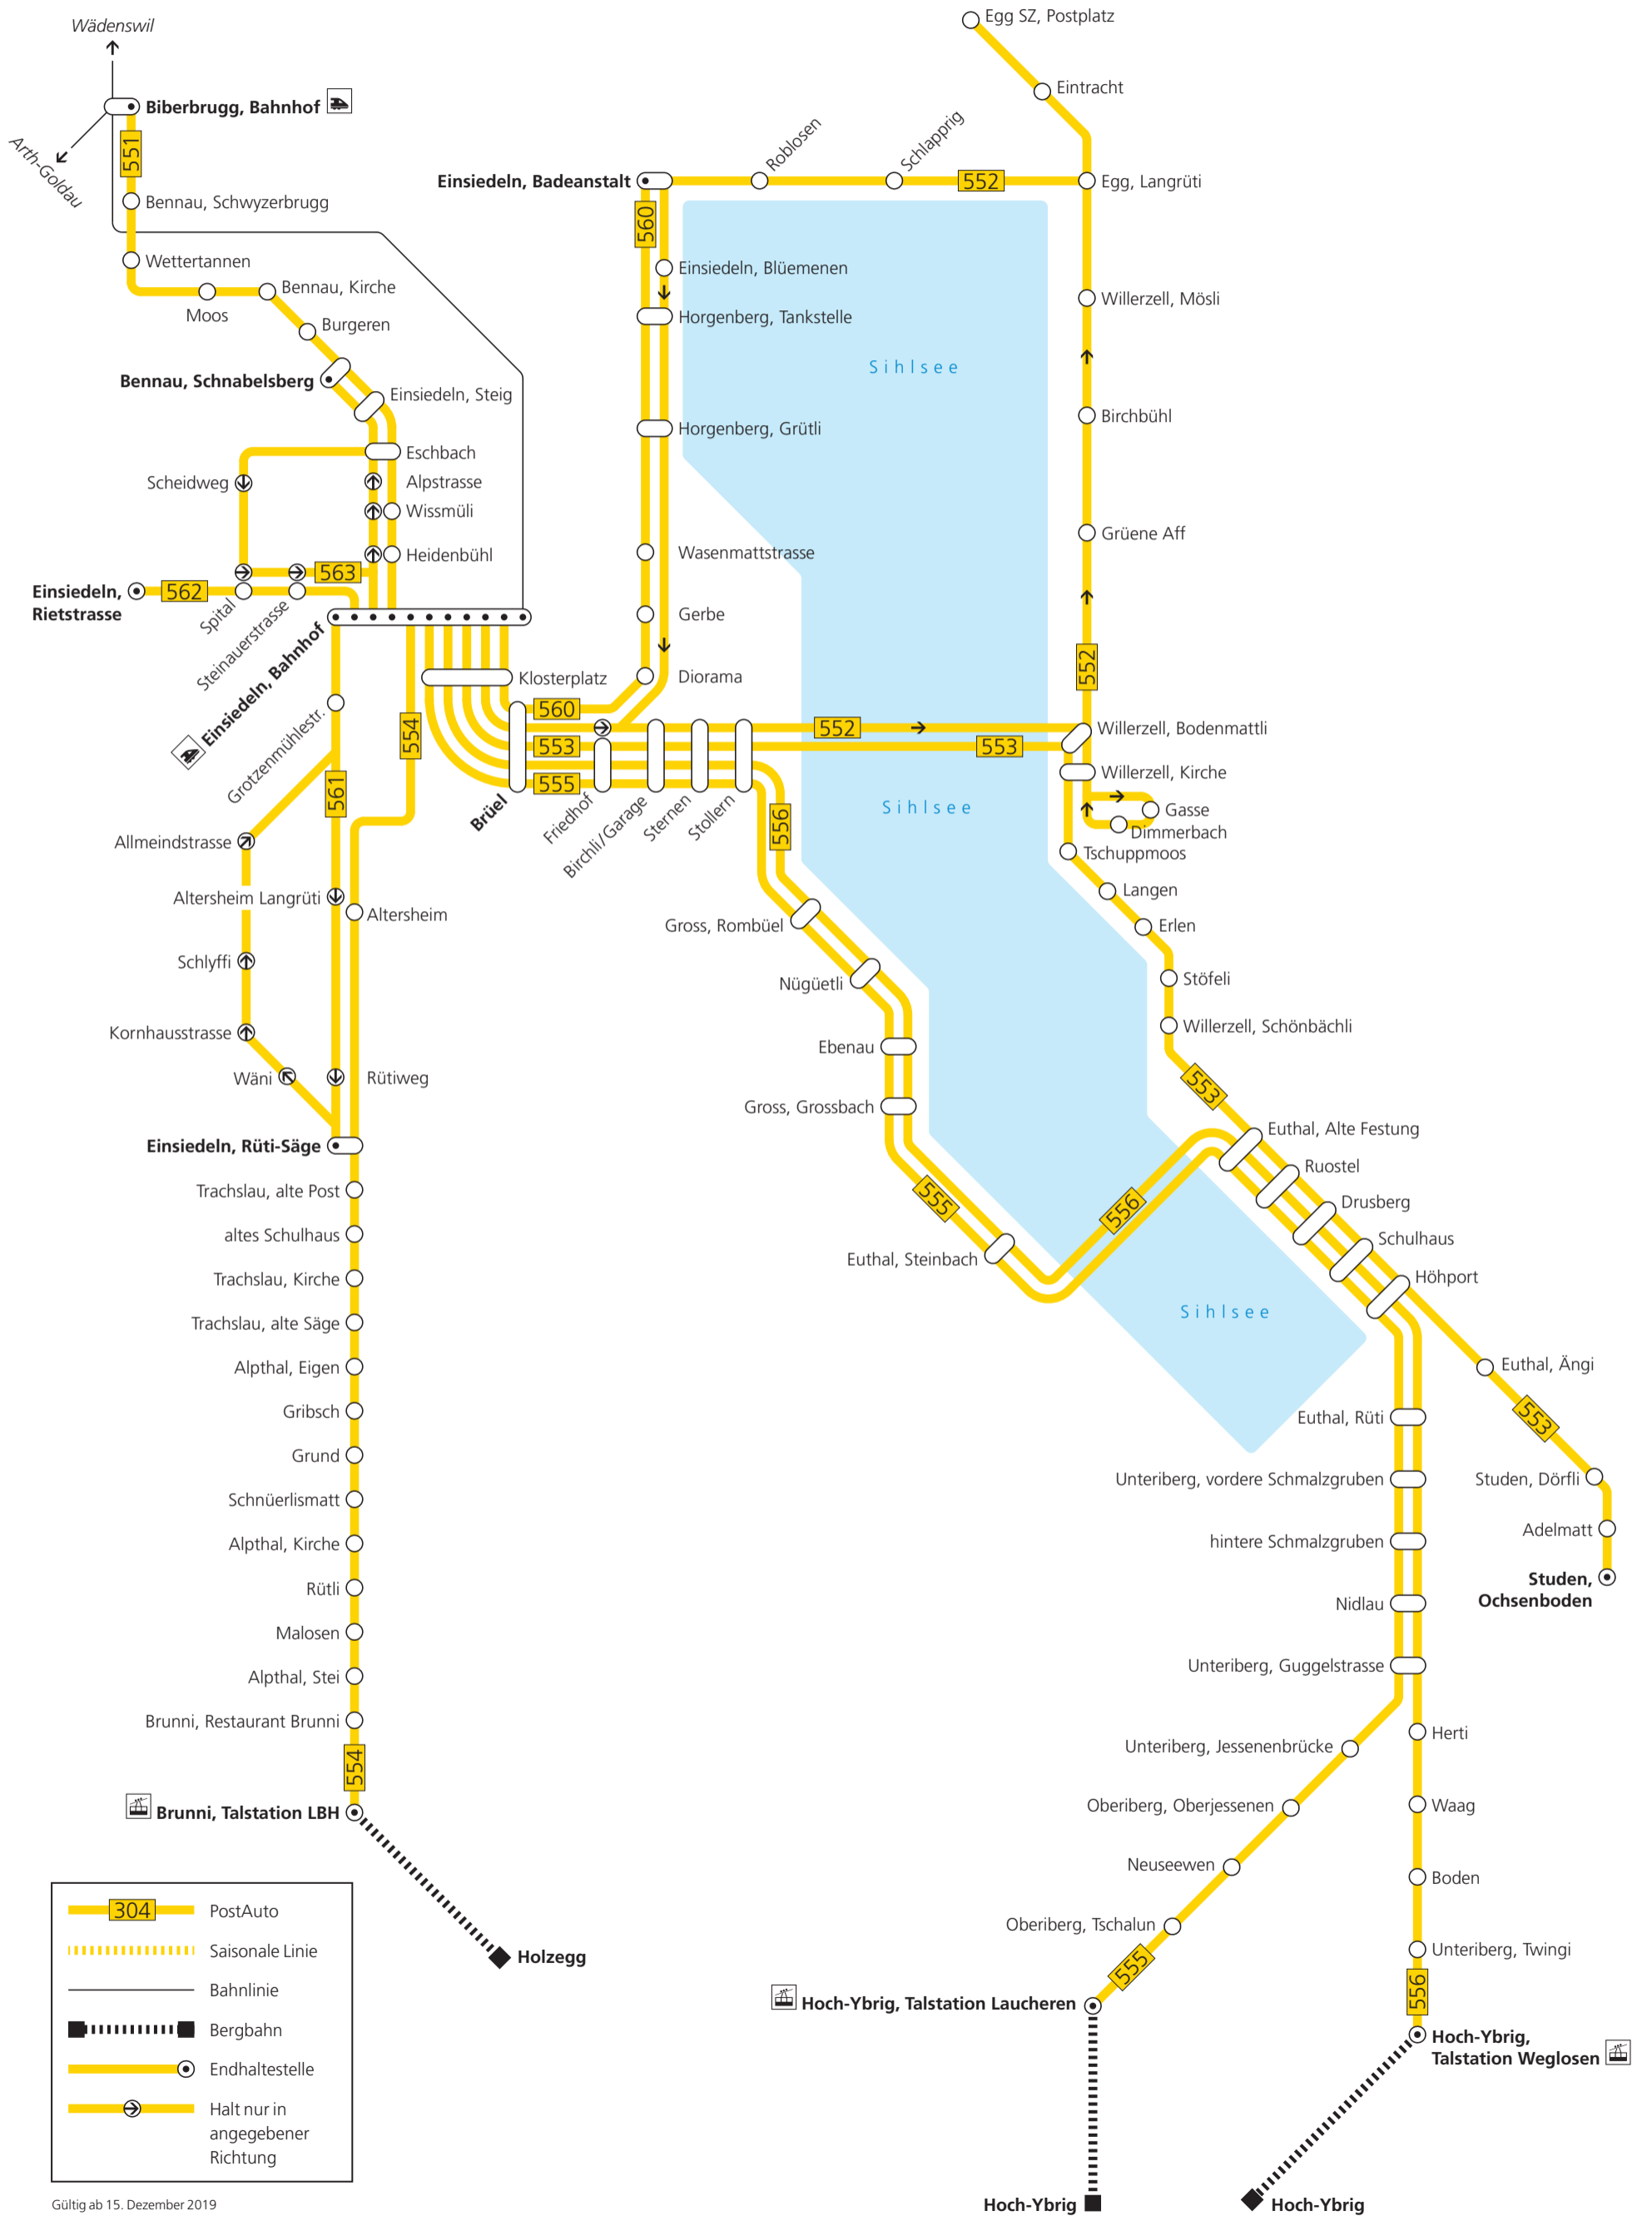 Wädenswil
Arth-Goldau
Biberbrugg, Bahnhof
551
Bennau, Schwyzerbrugg
Wettertannen
Moos
Bennau, Kirche
Burgeren
Bennau, Schnabelsberg
Einsiedeln, Steig
Eschbach
Scheidweg
Alpstrasse
Wissmüli
Heidenbühl
563
Einsiedeln,
Rietstrasse
562
Spital
Steinauerstrasse
Einsiedeln, Bahnhof
Grotzenmühlestr.
561
554
Allmeindstrasse
Altersheim Langrüti
Altersheim
Schlyffi
Kornhausstrasse
Wäni
Rütiweg
Einsiedeln, Rüti-Säge
Trachslau, alte Post
altes Schulhaus
Trachslau, Kirche
Trachslau, alte Säge
Alpthal, Eigen
Gribsch
Grund
Schnüerlismatt
Alpthal, Kirche
Rütli
Malosen
Alpthal, Stei
Brunni, Restaurant Brunni
554
Brunni, Talstation LBH
Holzegg
Egg SZ, Postplatz
Eintracht
Roblosen
Schlapprig
Einsiedeln, Badeanstalt
552
Egg, Langrüti
560
Einsiedeln, Blüemenen
Horgenberg, Tankstelle
Sihlsee
Horgenberg, Grütli
Wasenmattstrasse
Gerbe
Diorama
Willerzell, Mösli
Birchbühl
Grüene Aff
552
Klosterplatz
560
553
555
Brüel
Friedhof
Birchli/Garage
Sternen
Stollern
552
553
Willerzell, Bodenmattli
Willerzell, Kirche
Gasse
Dimmerbach
Tschuppmoos
Langen
Erlen
Stöfeli
Willerzell, Schönbächli
Sihlsee
556
Gross, Rombüel
Nügüetli
Ebenau
Gross, Grossbach
555
Euthal, Steinbach
556
553
Euthal, Alte Festung
Ruostel
Drusberg
Schulhaus
Höhport
Sihlsee
Euthal, Ängi
553
Studen, Dörfli
Adelmatt
Studen,
Ochsenboden
Euthal, Rüti
Unteriberg, vordere Schmalzgruben
hintere Schmalzgruben
Nidlau
Unteriberg, Guggelstrasse
Unteriberg, Jessenenbrücke
Oberiberg, Oberjessenen
Neuseewen
Oberiberg, Tschalun
555
Hoch-Ybrig, Talstation Laucheren
Hoch-Ybrig
Herti
Waag
Boden
Unteriberg, Twingi
556
Hoch-Ybrig,
Talstation Weglosen
Hoch-Ybrig
304
PostAuto
Saisonale Linie
Bahnlinie
Bergbahn
Endhaltestelle
Halt nur in
angegebener
Richtung
Gültig ab 15. Dezember 2019